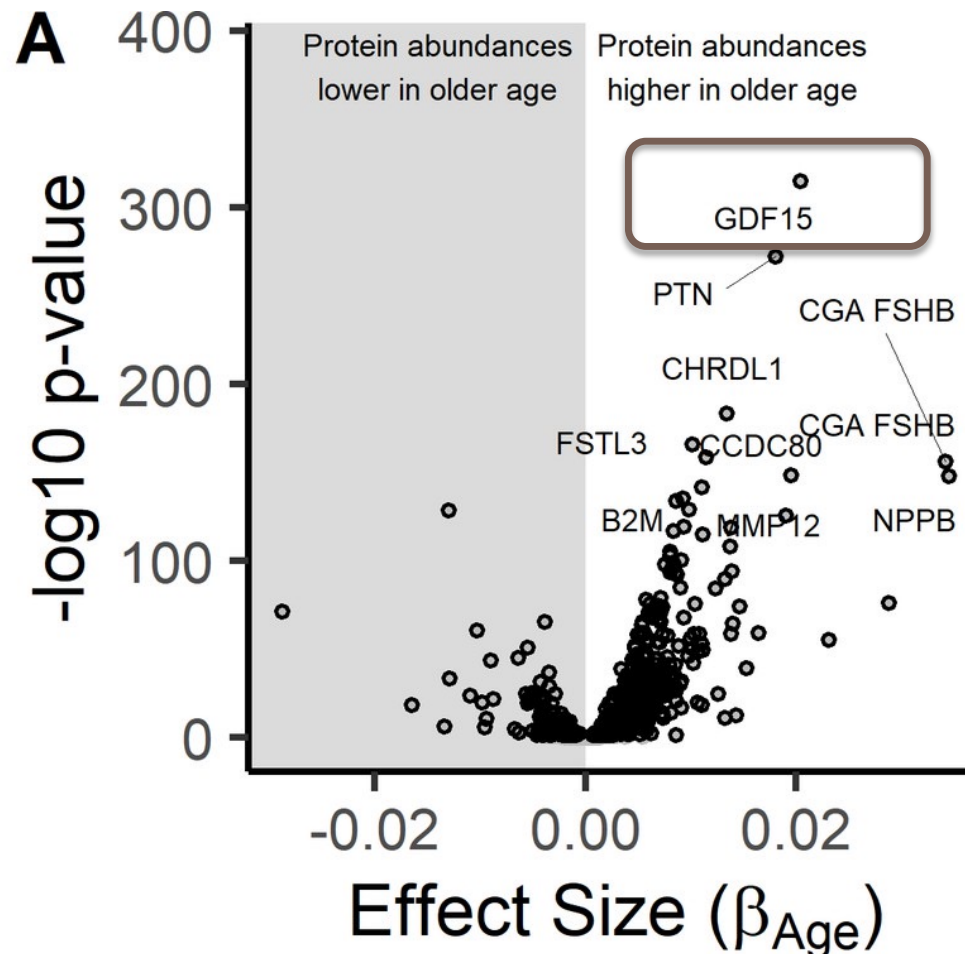 A
Protein abundances lower in older age
Protein abundances higher in older age
400
300
200
100
0
-log10 p-value
GDF15
PTN
CGA FSHB
CHRDL1
CGA FSHB
FSTL3
CCDC80
B2M
MMP12
NPPB
-0.02
0.00
0.02
Effect Size (βAge)